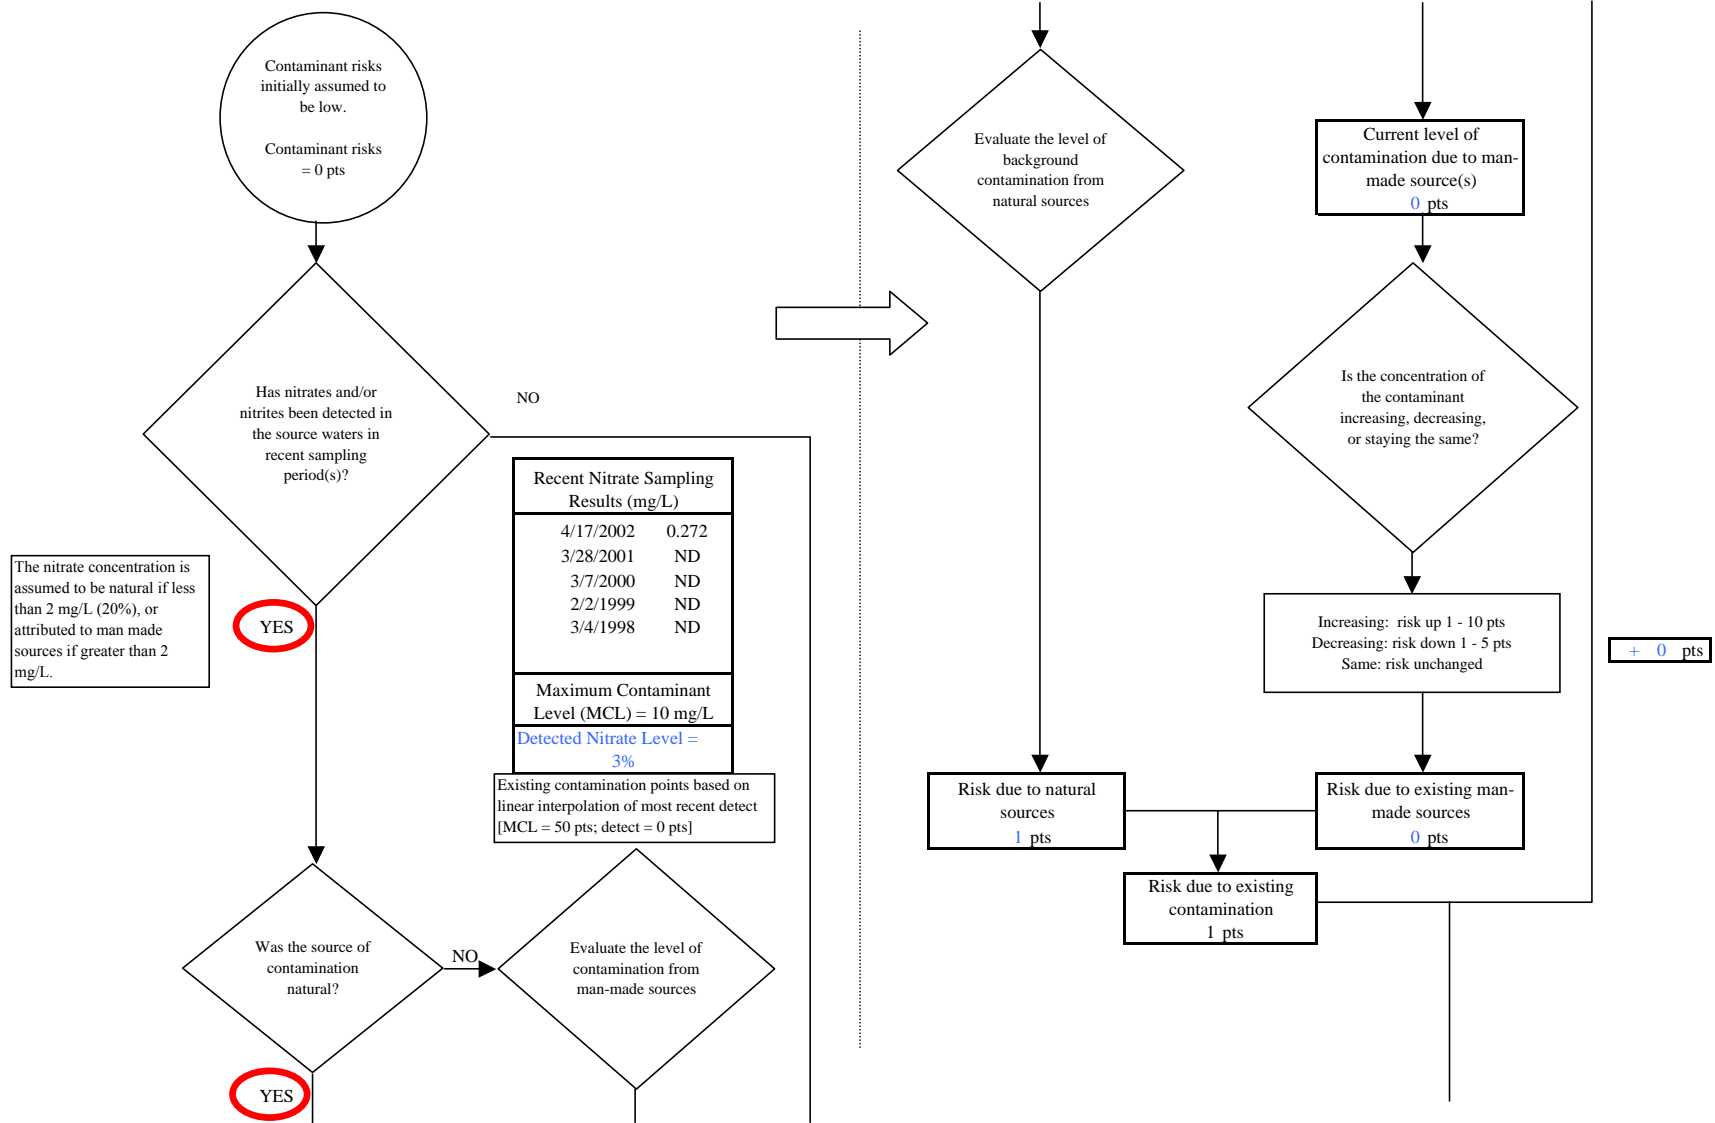 Contaminant risks
initially assumed to
be low.
Contaminant risks
= 0 pts
Has nitrates and/or
nitrites been detected in
the source waters in
recent sampling
period(s)?
NO
Recent Nitrate Sampling
Results (mg/L)
4/17/2002 0.272
3/28/2001 ND
3/7/2000 ND
2/2/1999 ND
3/4/1998 ND
Maximum Contaminant
Level (MCL) = 10 mg/L
Detected Nitrate Level =
3%
The nitrate concentration is
assumed to be natural if less
than 2 mg/L (20%), or
attributed to man made
sources if greater than 2
mg/L.
YES
Existing contamination points based on
linear interpolation of most recent detect
[MCL = 50 pts; detect = 0 pts]
Was the source of
contamination
natural?
NO
Evaluate the level of
contamination from
man-made sources
YES
Evaluate the level of
background
contamination from
natural sources
Current level of
contamination due to man-
made source(s)
0 pts
Is the concentration of
the contaminant
increasing, decreasing,
or staying the same?
Increasing: risk up 1 - 10 pts
Decreasing: risk down 1 - 5 pts
Same: risk unchanged
+ 0 pts
Risk due to natural
sources
1 pts
Risk due to existing man-
made sources
0 pts
Risk due to existing
contamination
1 pts